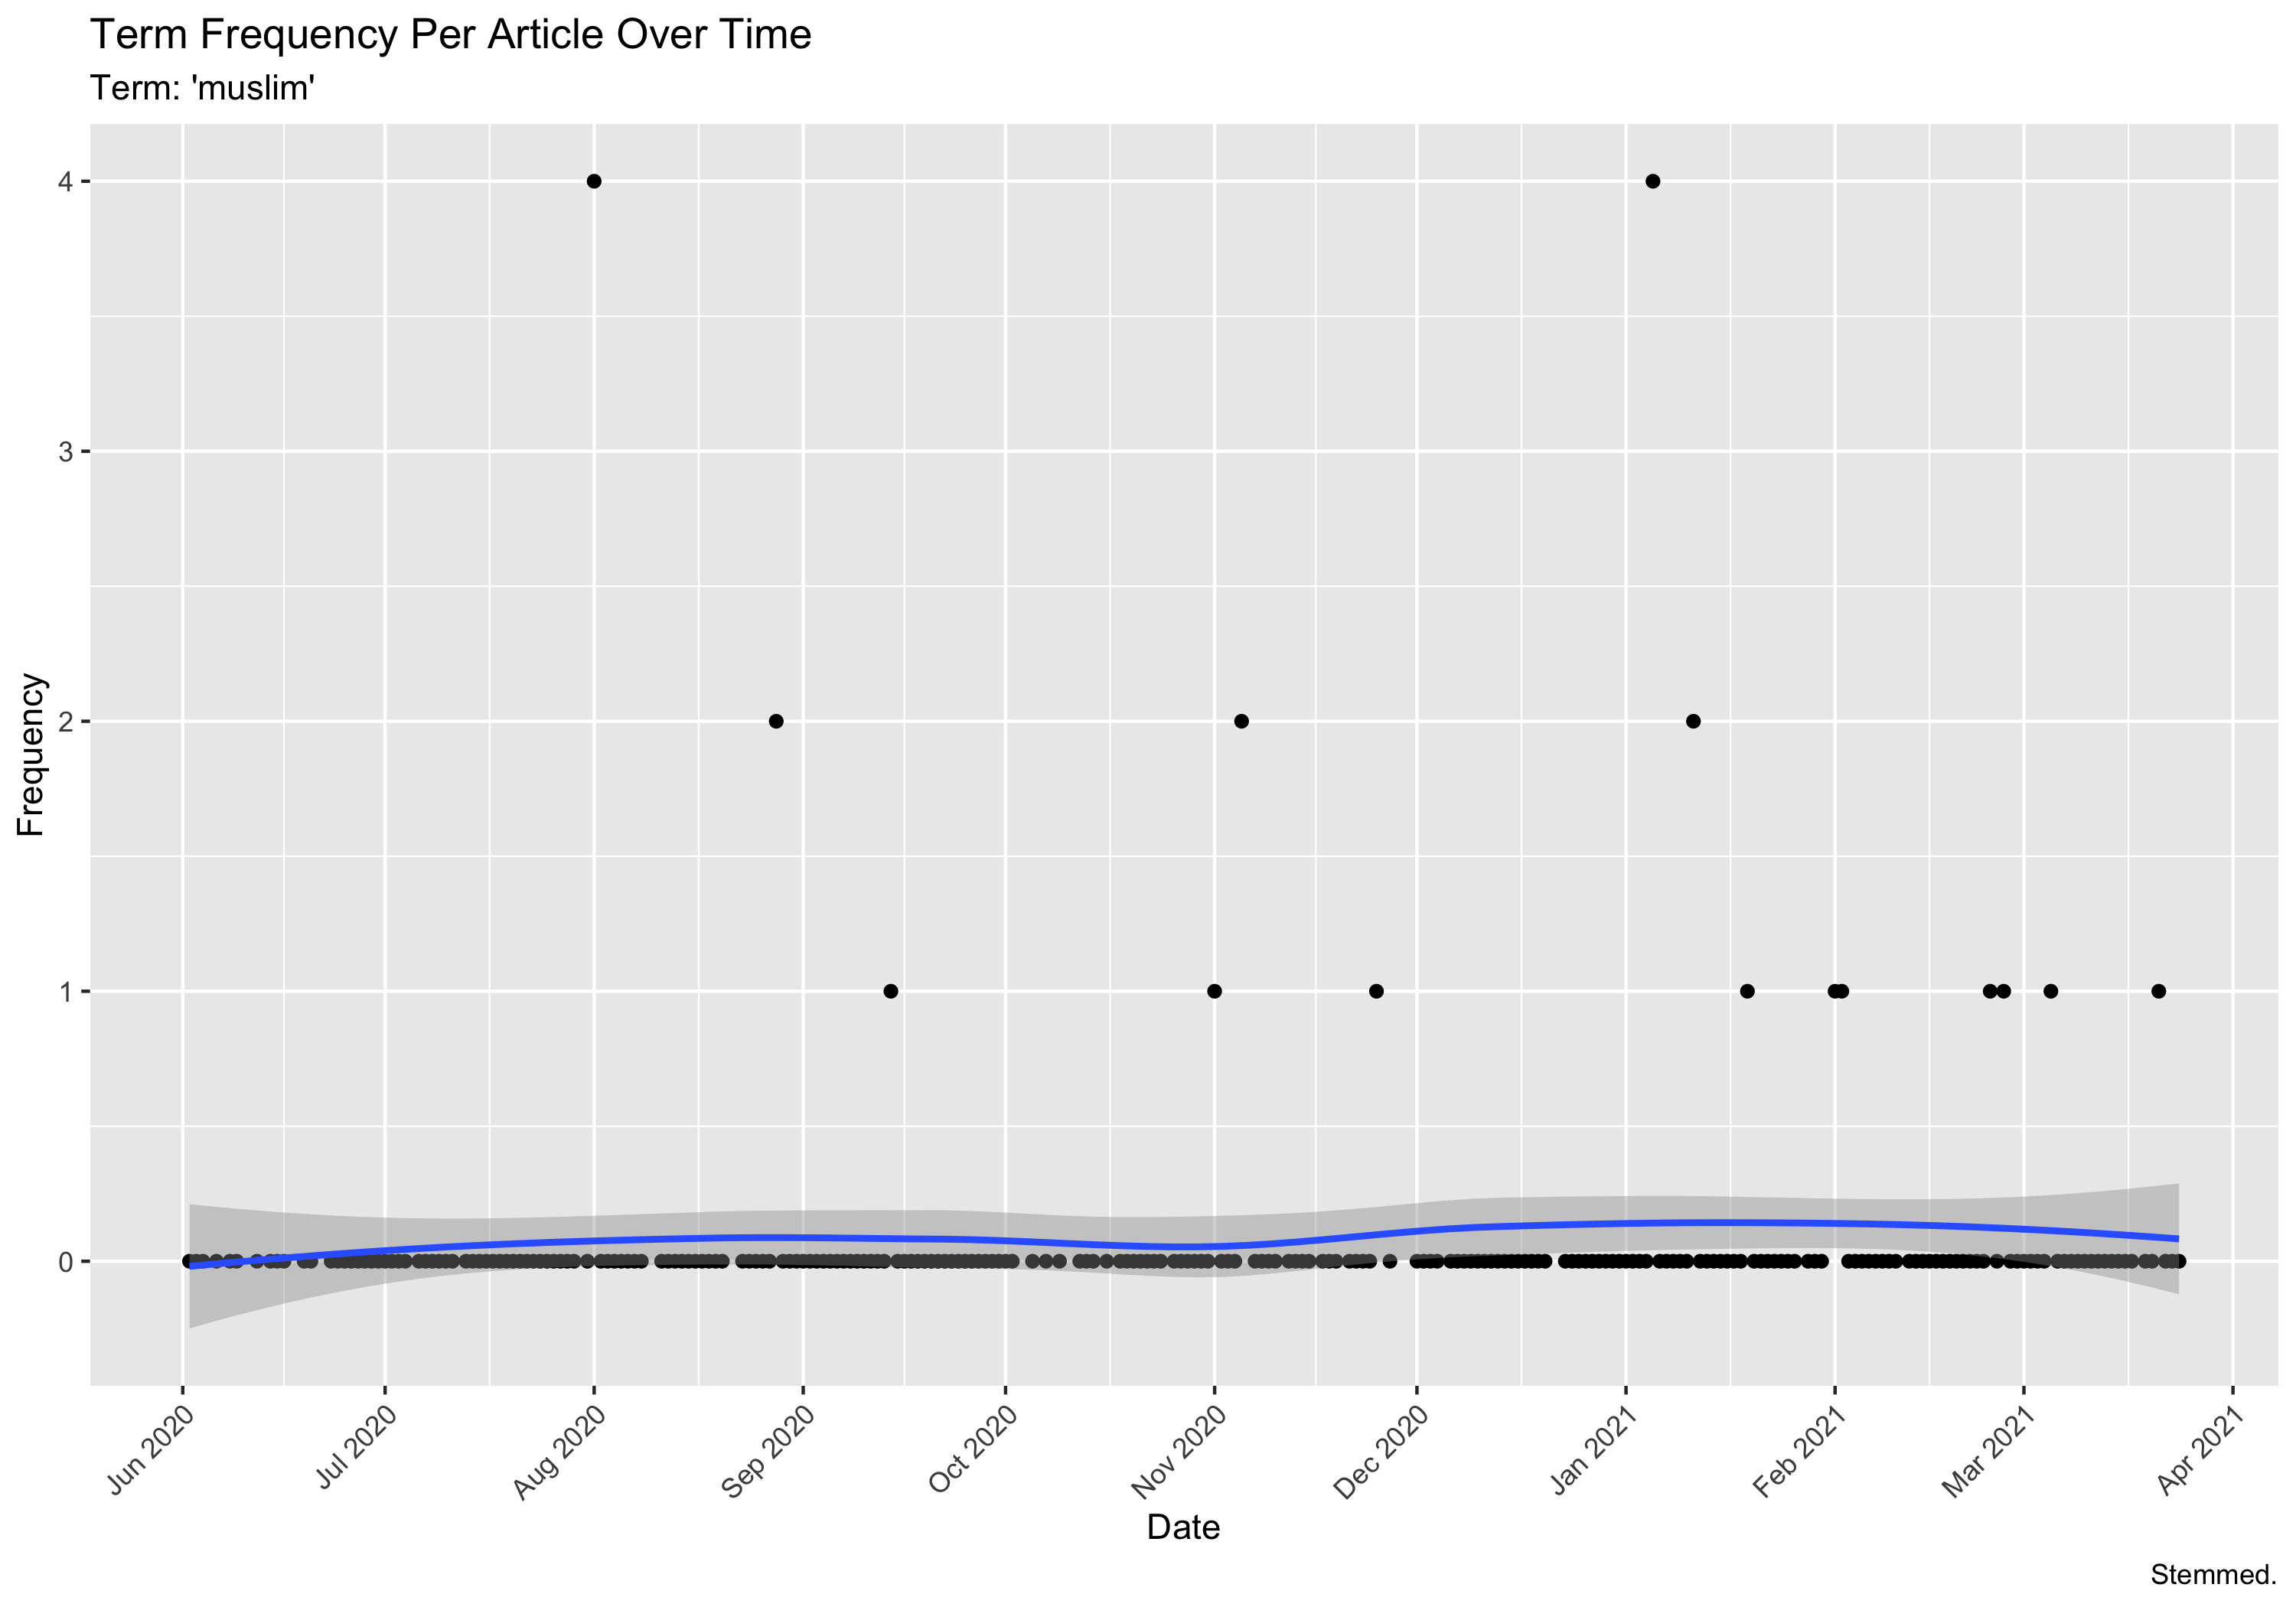 Term Frequency Per Article Over Time
Term: 'muslim'
Frequency
4
3
2
1
0
Jun 2020
Jul 2020
Aug 2020
Sep 2020
Oct 2020
Nov 2020
Dec 2020
Jan 2021
Feb 2021
Mar 2021
Apr 2021
Date
Stemmed.